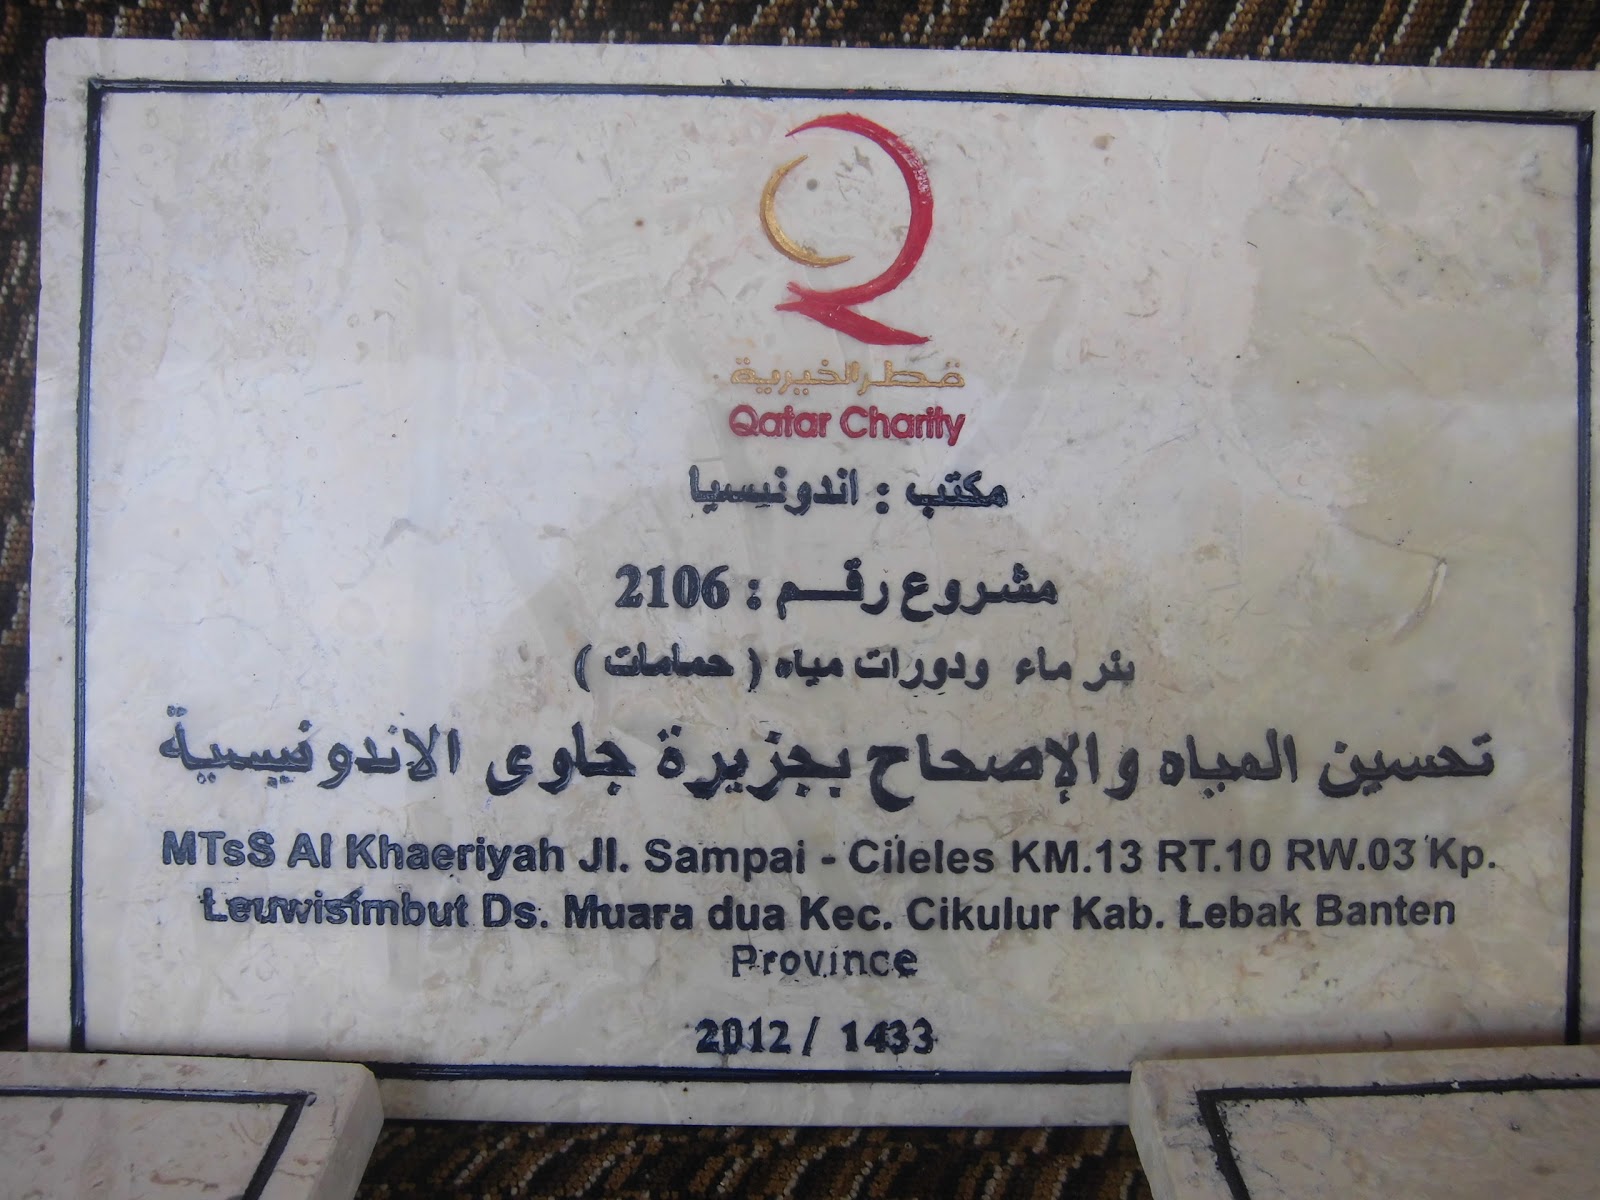 قطر الخيرية
Qatar Charity
مكتب : اندونيسيا
مشروع رقم : 2106
بئر ماء ودورات مياه ( حمامات )
تحسين المياه والإصحاح بجزيرة جاوى الاندونيسية
MTsS Al Khaeriyah Jl. Sampai - Cileles KM.13 RT.10 RW.03 Kp.
Leuwisimbut Ds. Muara dua Kec. Cikulur Kab. Lebak Banten
Province
2012 / 1433